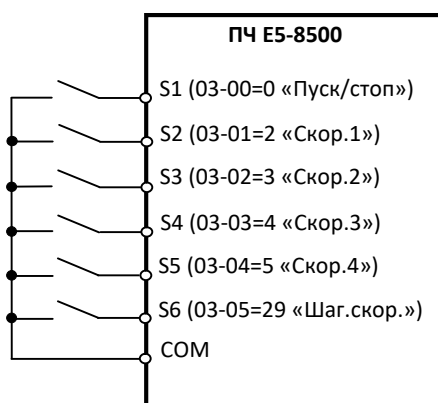 ПЧ E5-8500
S1 (03-00=0 «Пуск/стоп»)
S2 (03-01=2 «Скор.1»)
S3 (03-02=3 «Скор.2»)
S4 (03-03=4 «Скор.3»)
S5 (03-04=5 «Скор.4»)
S6 (03-05=29 «Шаг.скор.»)
COM